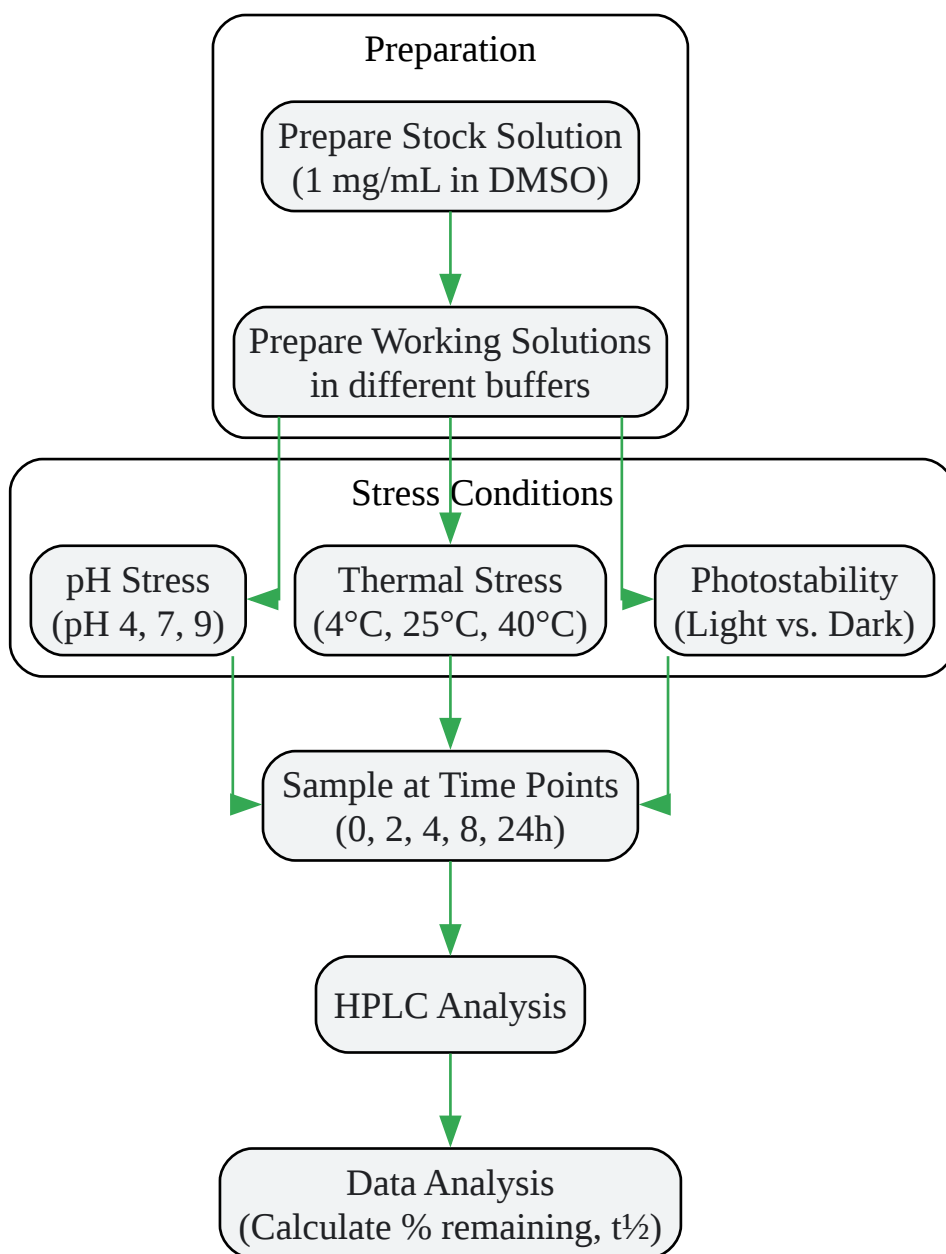 Preparation
Prepare Stock Solution
(1 mg/mL in DMSO)
Prepare Working Solutions
in different buffers
Stress Conditions
pH Stress
(pH 4, 7, 9)
Thermal Stress
(4°C, 25°C, 40°C)
Photostability
(Light vs. Dark)
Sample at Time Points
(0, 2, 4, 8, 24h)
HPLC Analysis
Data Analysis
(Calculate % remaining, t½)